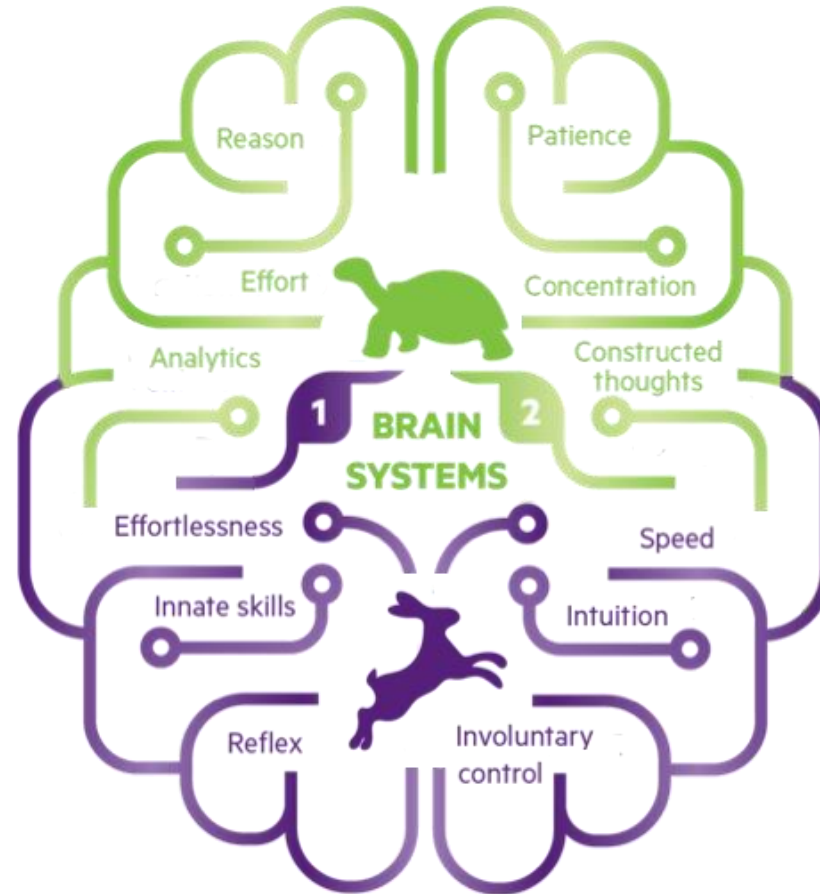 Reason
Patience
Effort
Concentration
Analytics
Constructed
thoughts
1
2
BRAIN
SYSTEMS
Effortlessness
Speed
Innate skills
Intuition
Reflex
Involuntary
control